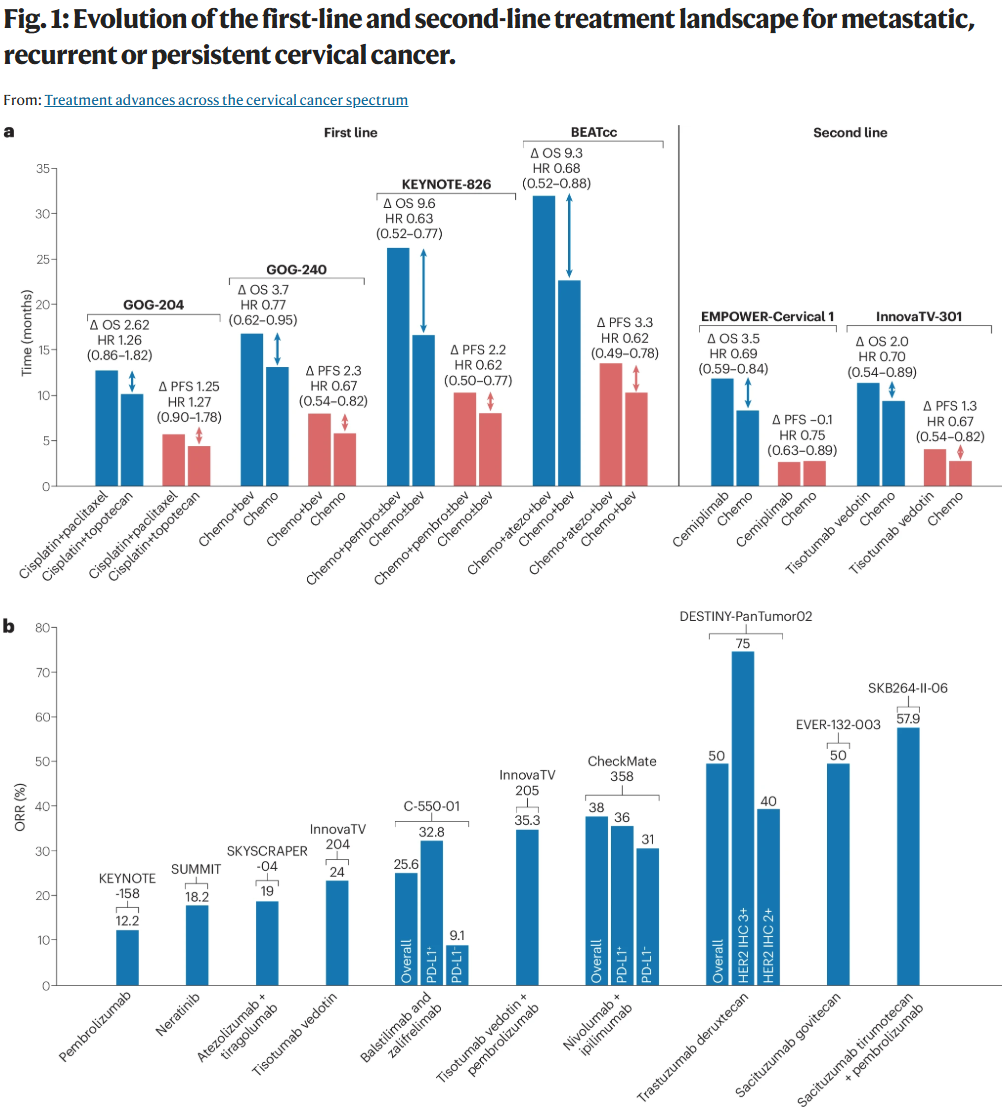 Fig. 1: Evolution of the first-line and second-line treatment landscape for metastatic,
recurrent or persistent cervical cancer.
From: Treatment advances across the cervical cancer spectrum
a
First line
BEATcc
Second line
Time (months)
35
30
25
20
15
10
5
0
GOG-204
Δ OS 2.62
HR 1.26
(0.86–1.82)
Δ PFS 1.25
HR 1.27
(0.90–1.78)
GOG-240
Δ OS 3.7
HR 0.77
(0.62–0.95)
Δ PFS 2.3
HR 0.67
(0.54–0.82)
KEYNOTE-826
Δ OS 9.6
HR 0.63
(0.52–0.77)
Δ PFS 2.2
HR 0.62
(0.50–0.77)
Δ OS 9.3
HR 0.68
(0.52–0.88)
Δ PFS 3.3
HR 0.62
(0.49–0.78)
EMPOWER-Cervical 1
Δ OS 3.5
HR 0.69
(0.59–0.84)
Δ PFS −0.1
HR 0.75
(0.63–0.89)
InnovaTV-301
Δ OS 2.0
HR 0.70
(0.54–0.89)
Δ PFS 1.3
HR 0.67
(0.54–0.82)
Cisplatin+paclitaxel
Cisplatin+topotecan
Cisplatin+paclitaxel
Cisplatin+topotecan
Chemo+bev
Chemo
Chemo+bev
Chemo
Chemo+pembro±bev
Chemo±bev
Chemo+pembro±bev
Chemo±bev
Chemo+atezo+bev
Chemo+bev
Chemo+atezo+bev
Chemo+bev
Cemiplimab
Chemo
Cemiplimab
Chemo
Tisotumab vedotin
Chemo
Tisotumab vedotin
Chemo
b
ORR (%)
80
70
60
50
40
30
20
10
0
KEYNOTE
-158
12.2
SUMMIT
18.2
SKYSCRAPER
-04
19
InnovaTV
204
24
C-550-01
25.6
32.8
9.1
Overall
PD-L1⁺
PD-L1⁻
InnovaTV
205
35.3
CheckMate
358
38
36
31
Overall
PD-L1⁺
PD-L1⁻
DESTINY-PanTumor02
50
75
40
Overall
HER2 IHC 3+
HER2 IHC 2+
EVER-132-003
50
SKB264-II-06
57.9
Pembrolizumab
Neratinib
Atezolizumab +
tiragolumab
Tisotumab vedotin
Balstilimab and
zalifrelimab
Tisotumab vedotin +
pembrolizumab
Nivolumab +
ipilimumab
Trastuzumab deruxtecan
Sacituzumab govitecan
Sacituzumab tirumotecan
+ pembrolizumab